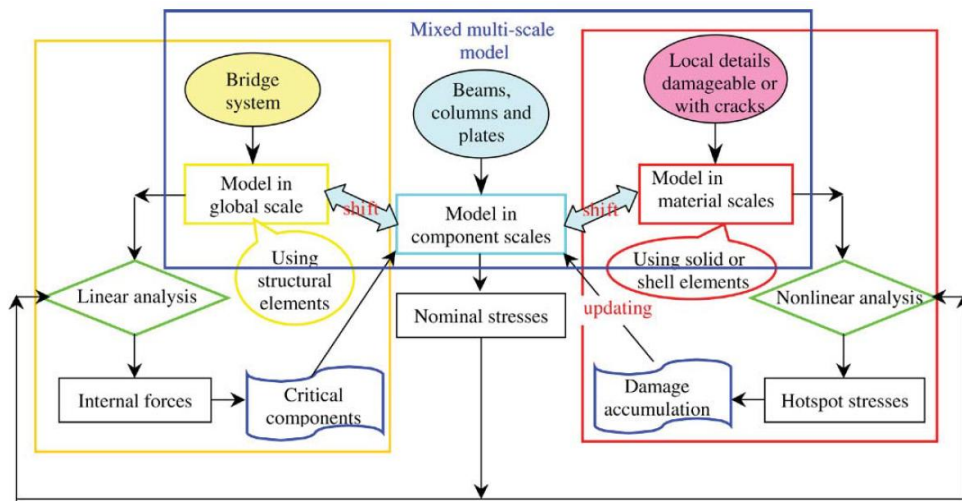 Mixed multi-scale
model
Bridge
system
Beams,
columns and
plates
Local details
damageable or
with cracks
Model in
global scale
shift
Model in
component scales
shift
Model in
material scales
Using
structural
elements
Using solid or
shell elements
Linear analysis
Nominal stresses
updating
Nonlinear analysis
Internal forces
Critical
components
Damage
accumulation
Hotspot stresses